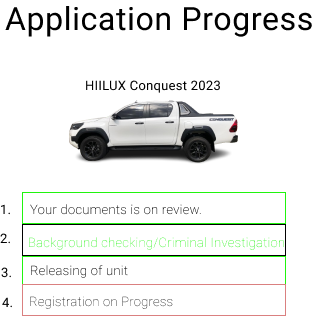 Application Progress
HIILUX Conquest 2023
CONQUEST
1. Your documents is on review.
2. Background checking/Criminal Investigation
3. Releasing of unit
4. Registration on Progress